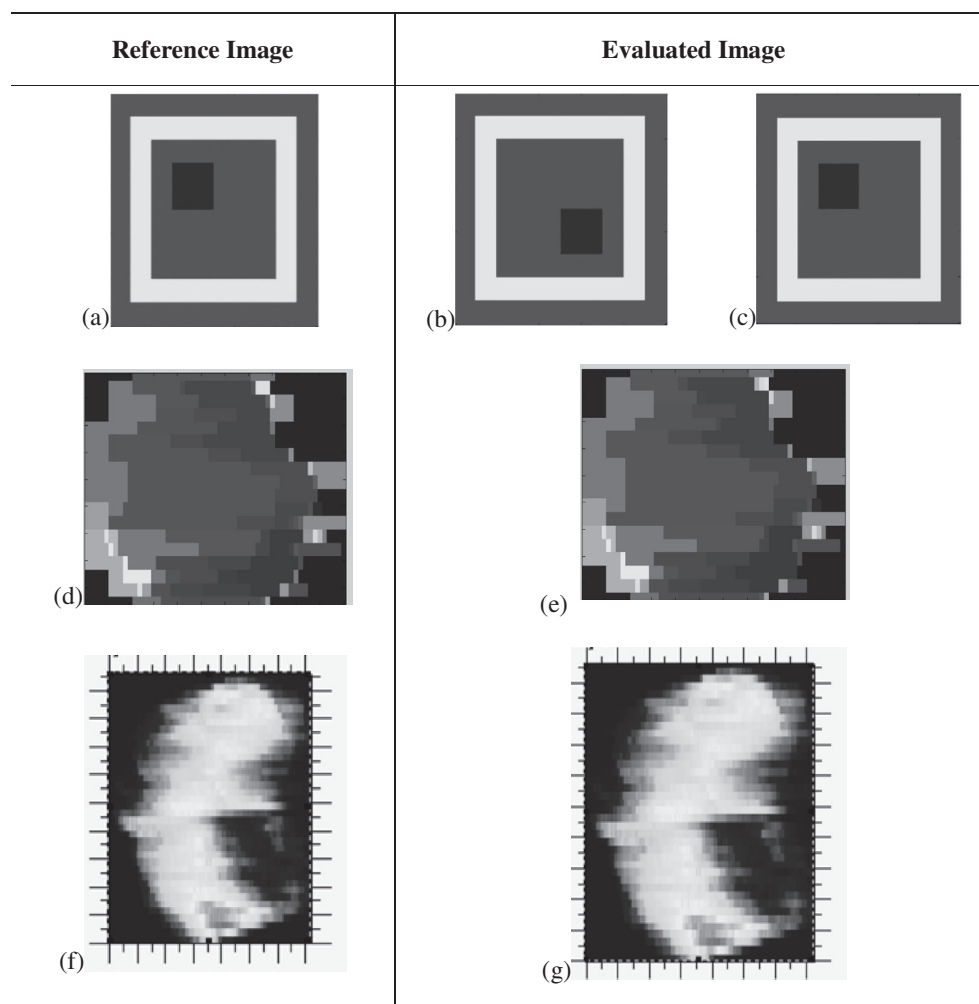 Reference Image
Evaluated Image
(a)
(b)
(c)
(d)
(e)
(f)
(g)